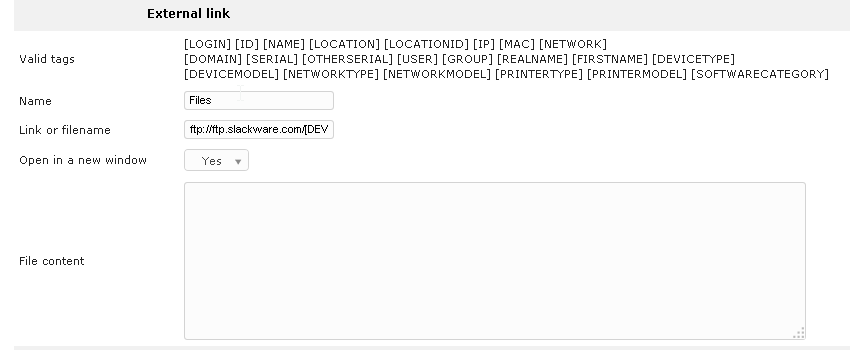 External link
Valid tags
[LOGIN] [ID] [NAME] [LOCATION] [LOCATIONID] [IP] [MAC] [NETWORK]
[DOMAIN] [SERIAL] [OTHERSERIAL] [USER] [GROUP] [REALNAME] [FIRSTNAME] [DEVICETYPE]
[DEVICEMODEL] [NETWORKTYPE] [NETWORKMODEL] [PRINTERTYPE] [PRINTERMODEL] [SOFTWARECATEGORY]
Name Files
Link or filename ftp://ftp.slackware.com/[DEV
Open in a new window Yes
File content